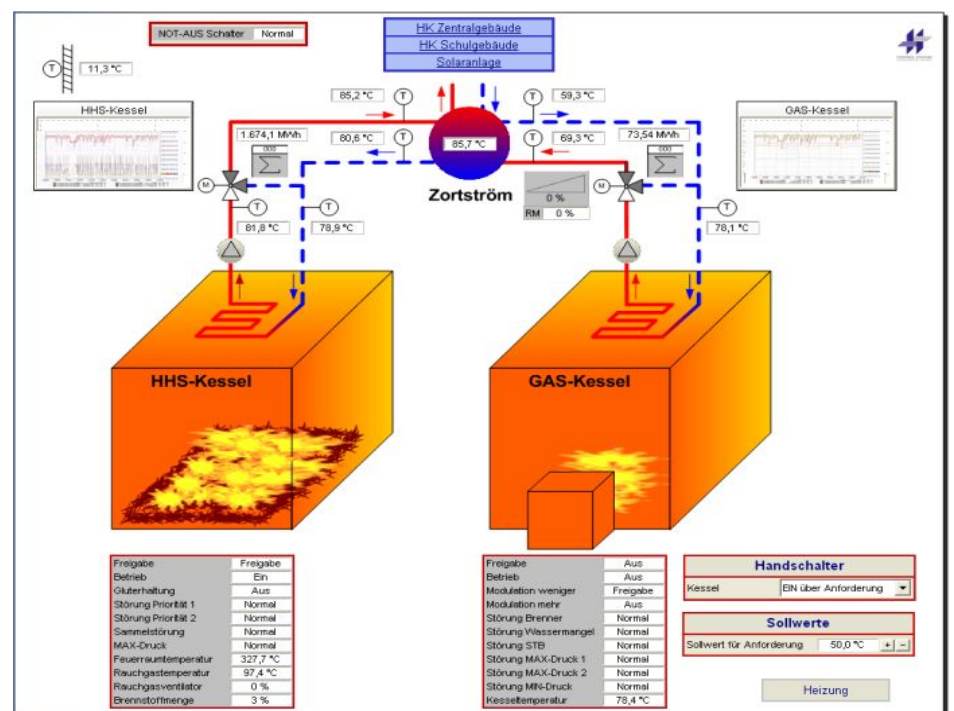 NOT-AUS Schalter Normal
HK Zentralgebäude
HK Schulgebäude
Solaranlage
T 11,3 °C
HHS-Kessel
GAS-Kessel
85,2 °C T
T 59,3 °C
1.674,1 MWh
80,6 °C T
85,7 °C
T 69,3 °C
73,54 MWh
000
Σ
000
Σ
Zortström
M
M
0 %
RM 0 %
T
T
T
81,8 °C
78,9 °C
78,1 °C
HHS-Kessel
GAS-Kessel
Freigabe Freigabe
Betrieb Ein
Gluterhaltung Aus
Störung Priorität 1 Normal
Störung Priorität 2 Normal
Sammelstörung Normal
MAX-Druck Normal
Feuerraumtemperatur 327,7 °C
Rauchgastemperatur 97,4 °C
Rauchgasventilator 0 %
Brennstoffmenge 3 %
Freigabe Aus
Betrieb Aus
Modulation weniger Freigabe
Modulation mehr Aus
Störung Brenner Normal
Störung Wassermangel Normal
Störung STB Normal
Störung MAX-Druck 1 Normal
Störung MAX-Druck 2 Normal
Störung MIN-Druck Normal
Kesseltemperatur 78,4 °C
Handschalter
Kessel EIN über Anforderung
Sollwerte
Sollwert für Anforderung 50,0 °C + −
Heizung